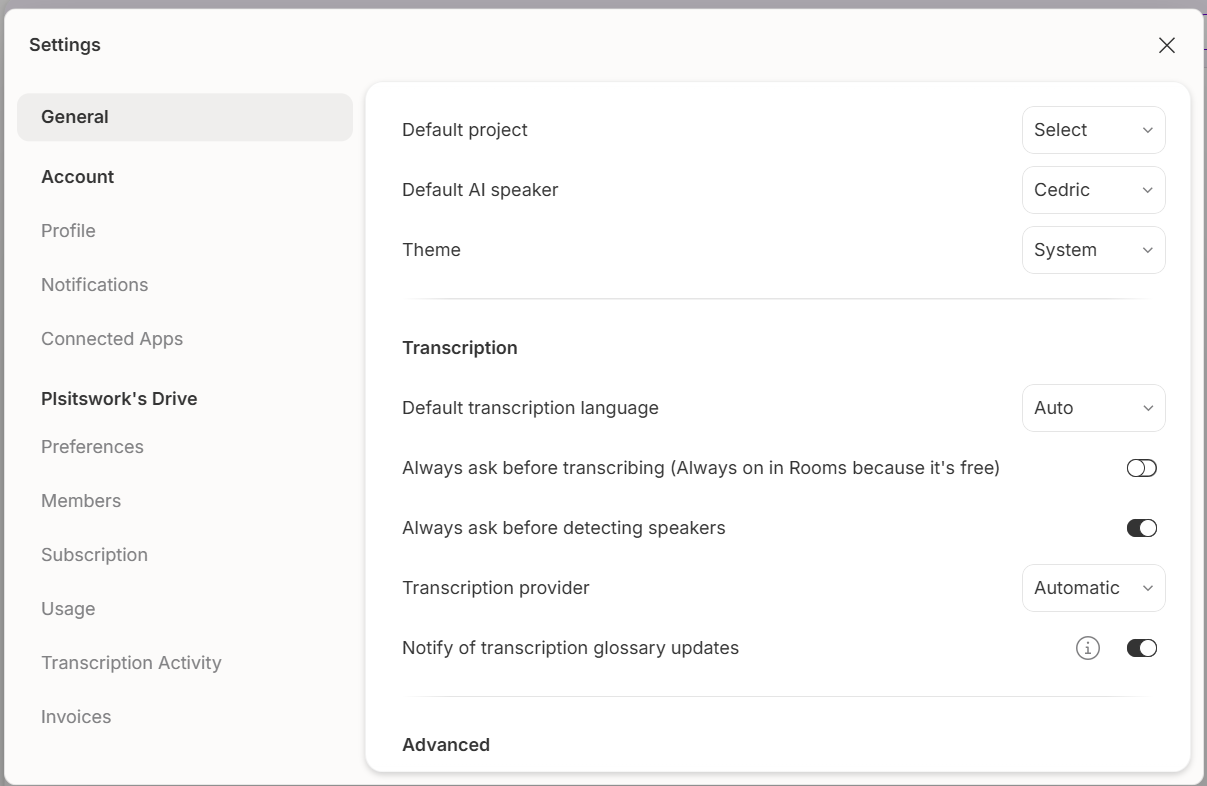 Settings
General
Account
Profile
Notifications
Connected Apps
Plsitswork's Drive
Preferences
Members
Subscription
Usage
Transcription Activity
Invoices
Default project Select
Default AI speaker Cedric
Theme System
Transcription
Default transcription language Auto
Always ask before transcribing (Always on in Rooms because it's free)
Always ask before detecting speakers
Transcription provider Automatic
Notify of transcription glossary updates
Advanced